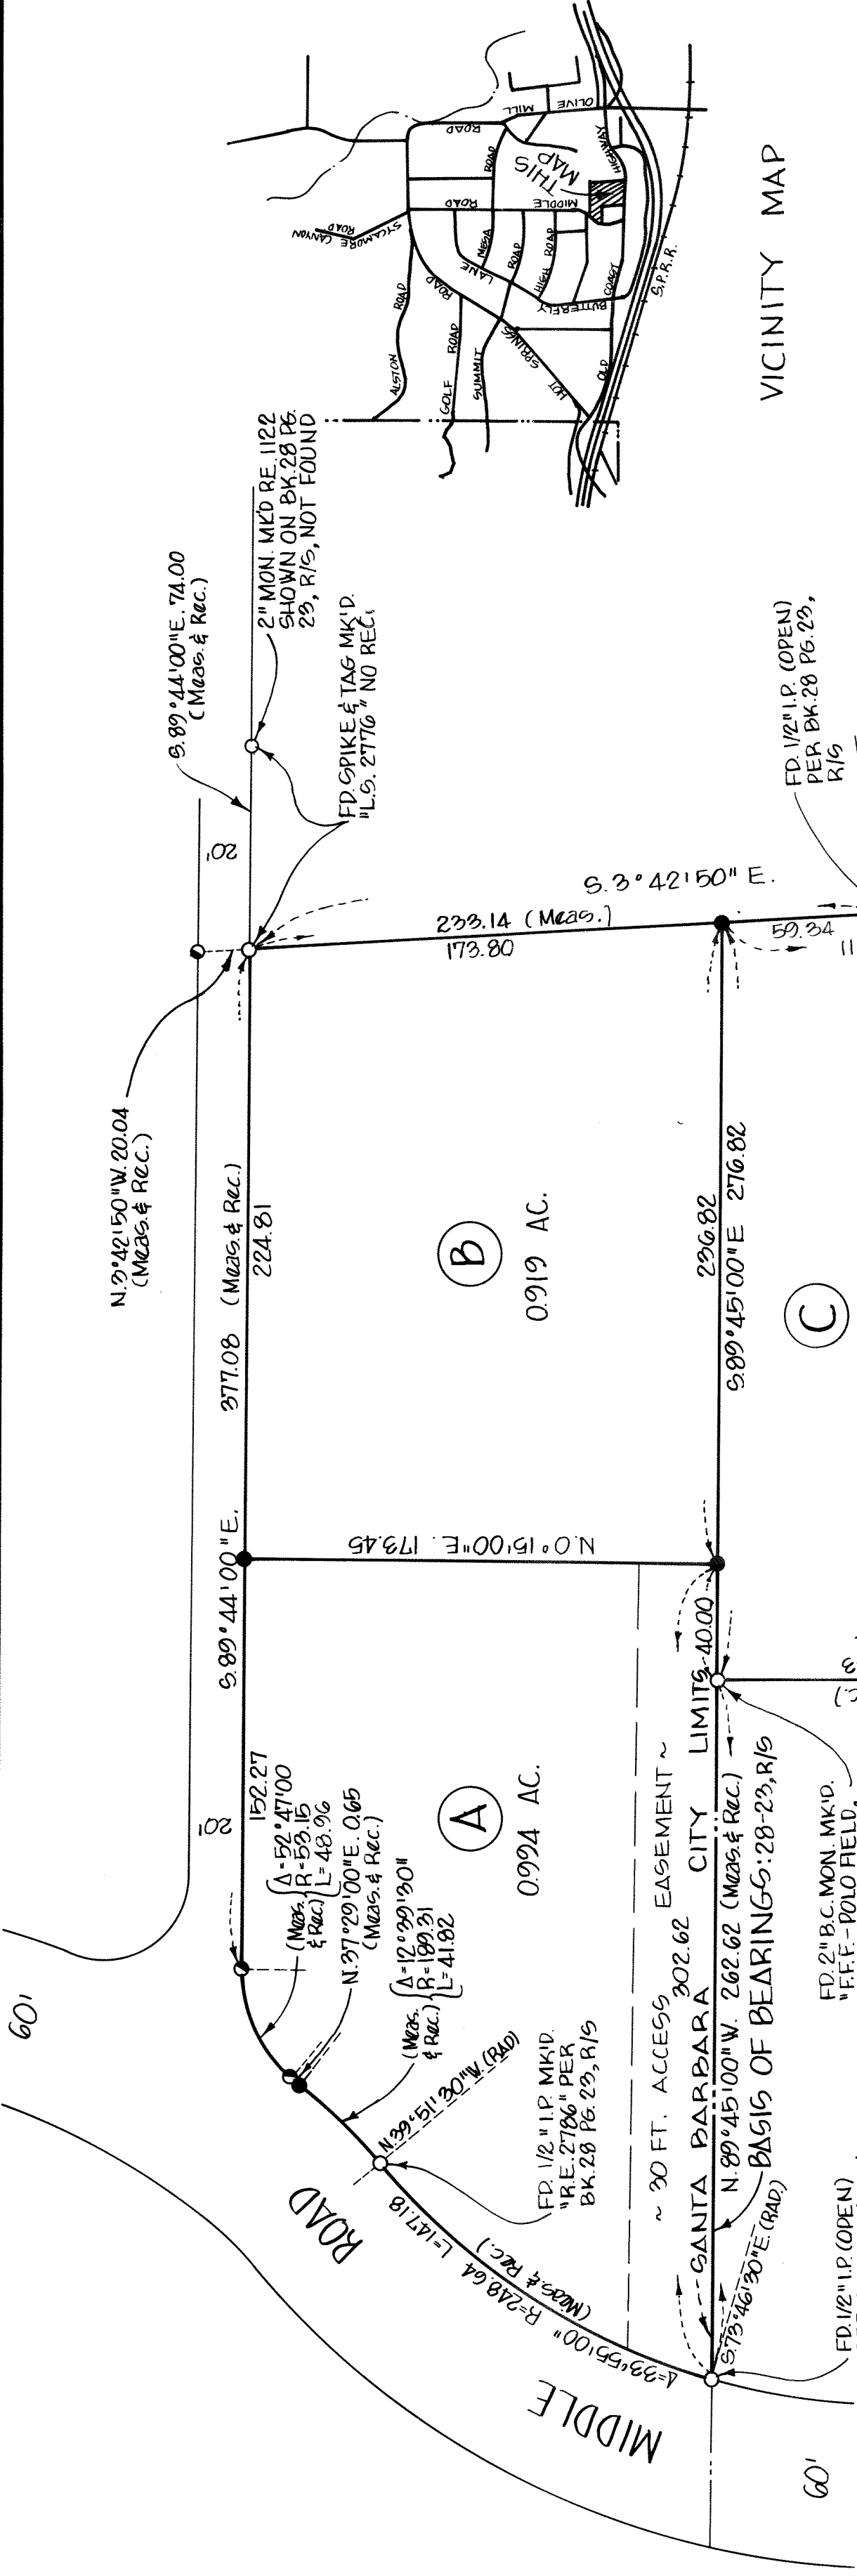 60'
MIDDLE
ROAD
60'
20'
20'
N.3°42'50"W. 20.04
(Meas. & Rec.)
S.89°44'00"E. 74.00
(Meas. & Rec.)
2" MON. MK'D RE. 1122
SHOWN ON BK. 28 PG.
23, R/S, NOT FOUND
FD. SPIKE & TAG MK'D.
"L.S. 2776" NO REC.
S.89°44'00"E.
377.08 (Meas. & Rec.)
152.27
224.81
(Meas. & Rec.)
Δ=52°47'00
R=53.15
L=48.96
N.37°29'00"E. 0.65
(Meas. & Rec.)
(Meas. & Rec.)
Δ=12°39'30"
R=189.31
L=41.82
N.39°51'30"W. (RAD)
FD. 1/2" I.P. MK'D.
"R.E. 2786" PER
BK. 28 PG. 23, R/S
Δ=33°55'00" R=248.64 L=147.18
(Meas. & Rec.)
A
0.994 AC.
N.0°15'00"E. 173.45
B
0.919 AC.
S.3°42'50"E.
233.14 (Meas.)
173.80
59.34
11
~ 30 FT. ACCESS EASEMENT ~
302.62
SANTA BARBARA CITY LIMITS
40.00
N.89°45'00"W. 262.62 (Meas. & Rec.)
BASIS OF BEARINGS: 28-23, R/S
S.73°46'30"E. (RAD.)
236.82
S.89°45'00"E 276.82
C
FD. 1/2" I.P. (OPEN)
FD. 2" B.C. MON. MK'D.
"F.F.F. - POLO FIELD,
FD. 1/2" I.P. (OPEN)
PER BK. 28 PG. 23,
R/S
VICINITY MAP
THIS
MAP
SYCAMORE CANYON
ROAD
ALSTON ROAD
GOLF ROAD
SUMMIT ROAD
HOT SPRINGS ROAD
MESA ROAD
LANE
HIGH ROAD
BUTTERFLY
MIDDLE ROAD
ROAD
OLIVE MILL
OLD COAST HIGHWAY
S.P.R.R.